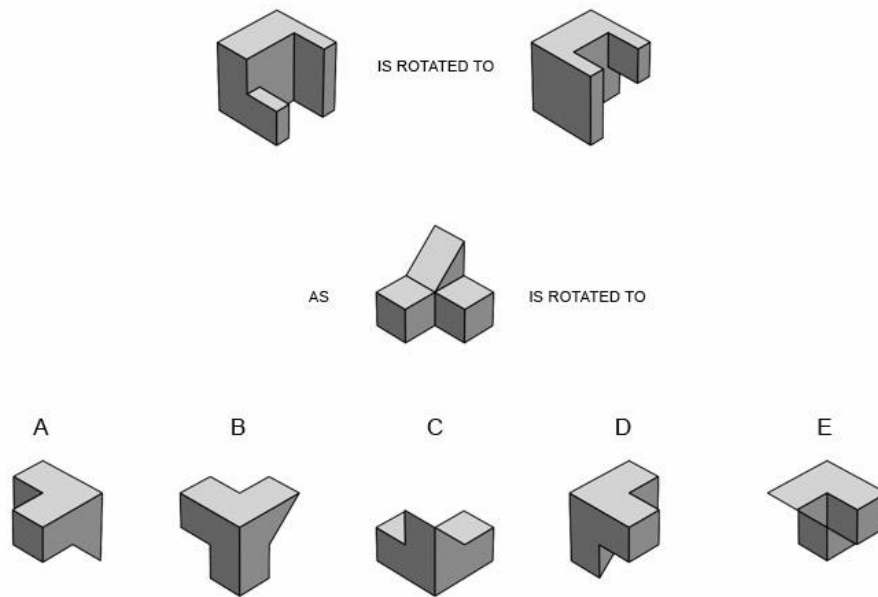 IS ROTATED TO
AS IS ROTATED TO
A B C D E